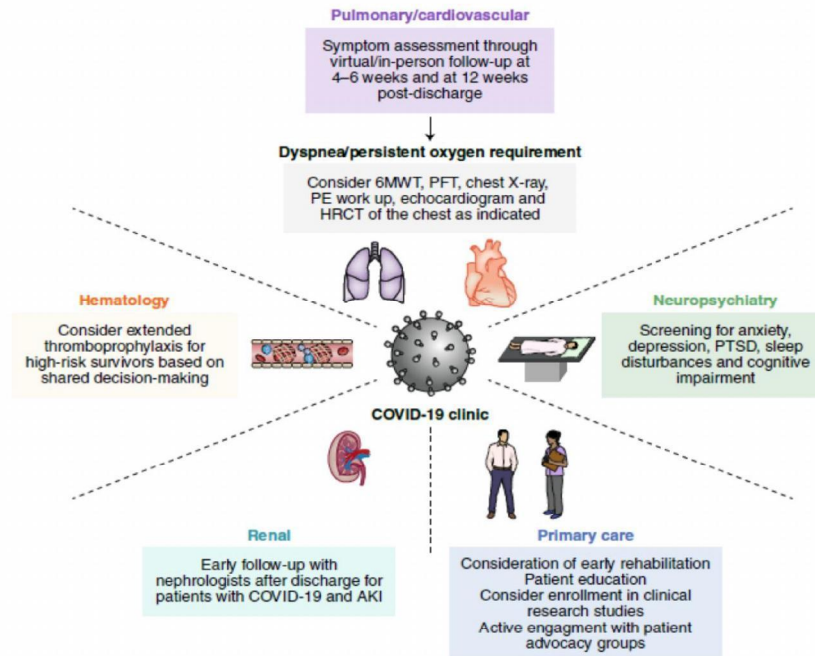 Pulmonary/cardiovascular
Symptom assessment through
virtual/in-person follow-up at
4–6 weeks and at 12 weeks
post-discharge
Dyspnea/persistent oxygen requirement
Consider 6MWT, PFT, chest X-ray,
PE work up, echocardiogram and
HRCT of the chest as indicated
Hematology
Consider extended
thromboprophylaxis for
high-risk survivors based on
shared decision-making
Neuropsychiatry
Screening for anxiety,
depression, PTSD, sleep
disturbances and cognitive
impairment
COVID-19 clinic
Renal
Early follow-up with
nephrologists after discharge for
patients with COVID-19 and AKI
Primary care
Consideration of early rehabilitation
Patient education
Consider enrollment in clinical
research studies
Active engagment with patient
advocacy groups